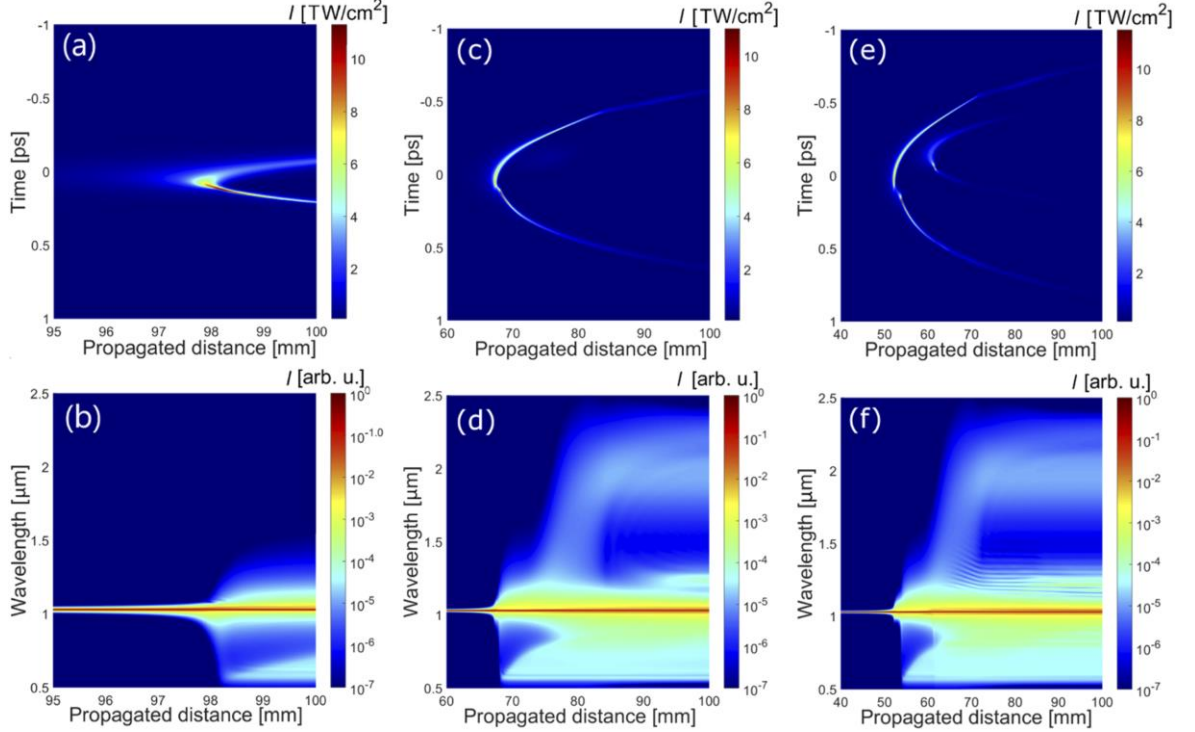 I [TW/cm²]
(a)
-1
-0.5
0
0.5
1
Time [ps]
95 96 97 98 99 100
Propagated distance [mm]
10
8
6
4
2
I [TW/cm²]
(c)
-1
-0.5
0
0.5
1
Time [ps]
60 70 80 90 100
Propagated distance [mm]
10
8
6
4
2
I [TW/cm²]
(e)
-1
-0.5
0
0.5
1
Time [ps]
40 50 60 70 80 90 100
Propagated distance [mm]
10
8
6
4
2
I [arb. u.]
(b)
2.5
2
1.5
1
0.5
Wavelength [µm]
95 96 97 98 99 100
Propagated distance [mm]
10⁰
10⁻¹·⁰
10⁻²
10⁻³
10⁻⁴
10⁻⁵
10⁻⁶
10⁻⁷
I [arb. u.]
(d)
2.5
2
1.5
1
0.5
Wavelength [µm]
60 70 80 90 100
Propagated distance [mm]
10⁰
10⁻¹
10⁻²
10⁻³
10⁻⁴
10⁻⁵
10⁻⁶
10⁻⁷
I [arb. u.]
(f)
2.5
2
1.5
1
0.5
Wavelength [µm]
40 50 60 70 80 90 100
Propagated distance [mm]
10⁰
10⁻¹
10⁻²
10⁻³
10⁻⁴
10⁻⁵
10⁻⁶
10⁻⁷